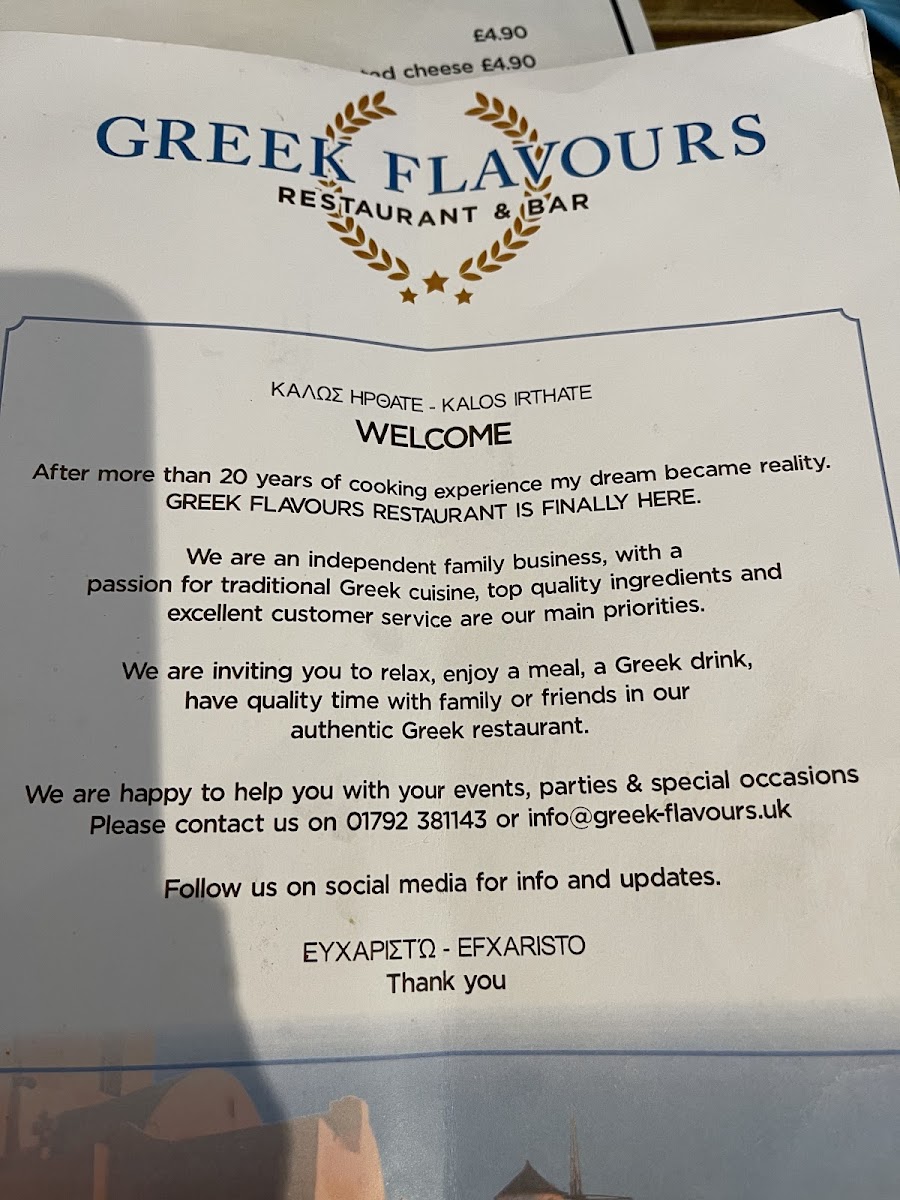 £4.90
cheese £4.90
GREEK FLAVOURS
RESTAURANT & BAR
ΚΑΛΩΣ ΗΡΘΑΤΕ - KALOS IRTHATE
WELCOME
After more than 20 years of cooking experience my dream became reality.
GREEK FLAVOURS RESTAURANT IS FINALLY HERE.
We are an independent family business, with a
passion for traditional Greek cuisine, top quality ingredients and
excellent customer service are our main priorities.
We are inviting you to relax, enjoy a meal, a Greek drink,
have quality time with family or friends in our
authentic Greek restaurant.
We are happy to help you with your events, parties & special occasions
Please contact us on 01792 381143 or info@greek-flavours.uk
Follow us on social media for info and updates.
ΕΥΧΑΡΙΣΤΏ - EFXARISTO
Thank you